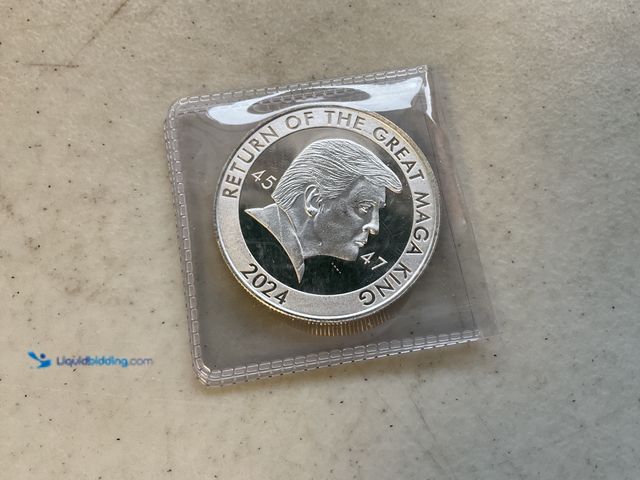 RETURN OF THE GREAT MAGA KING
45
47
2024
Liquidbidding.com